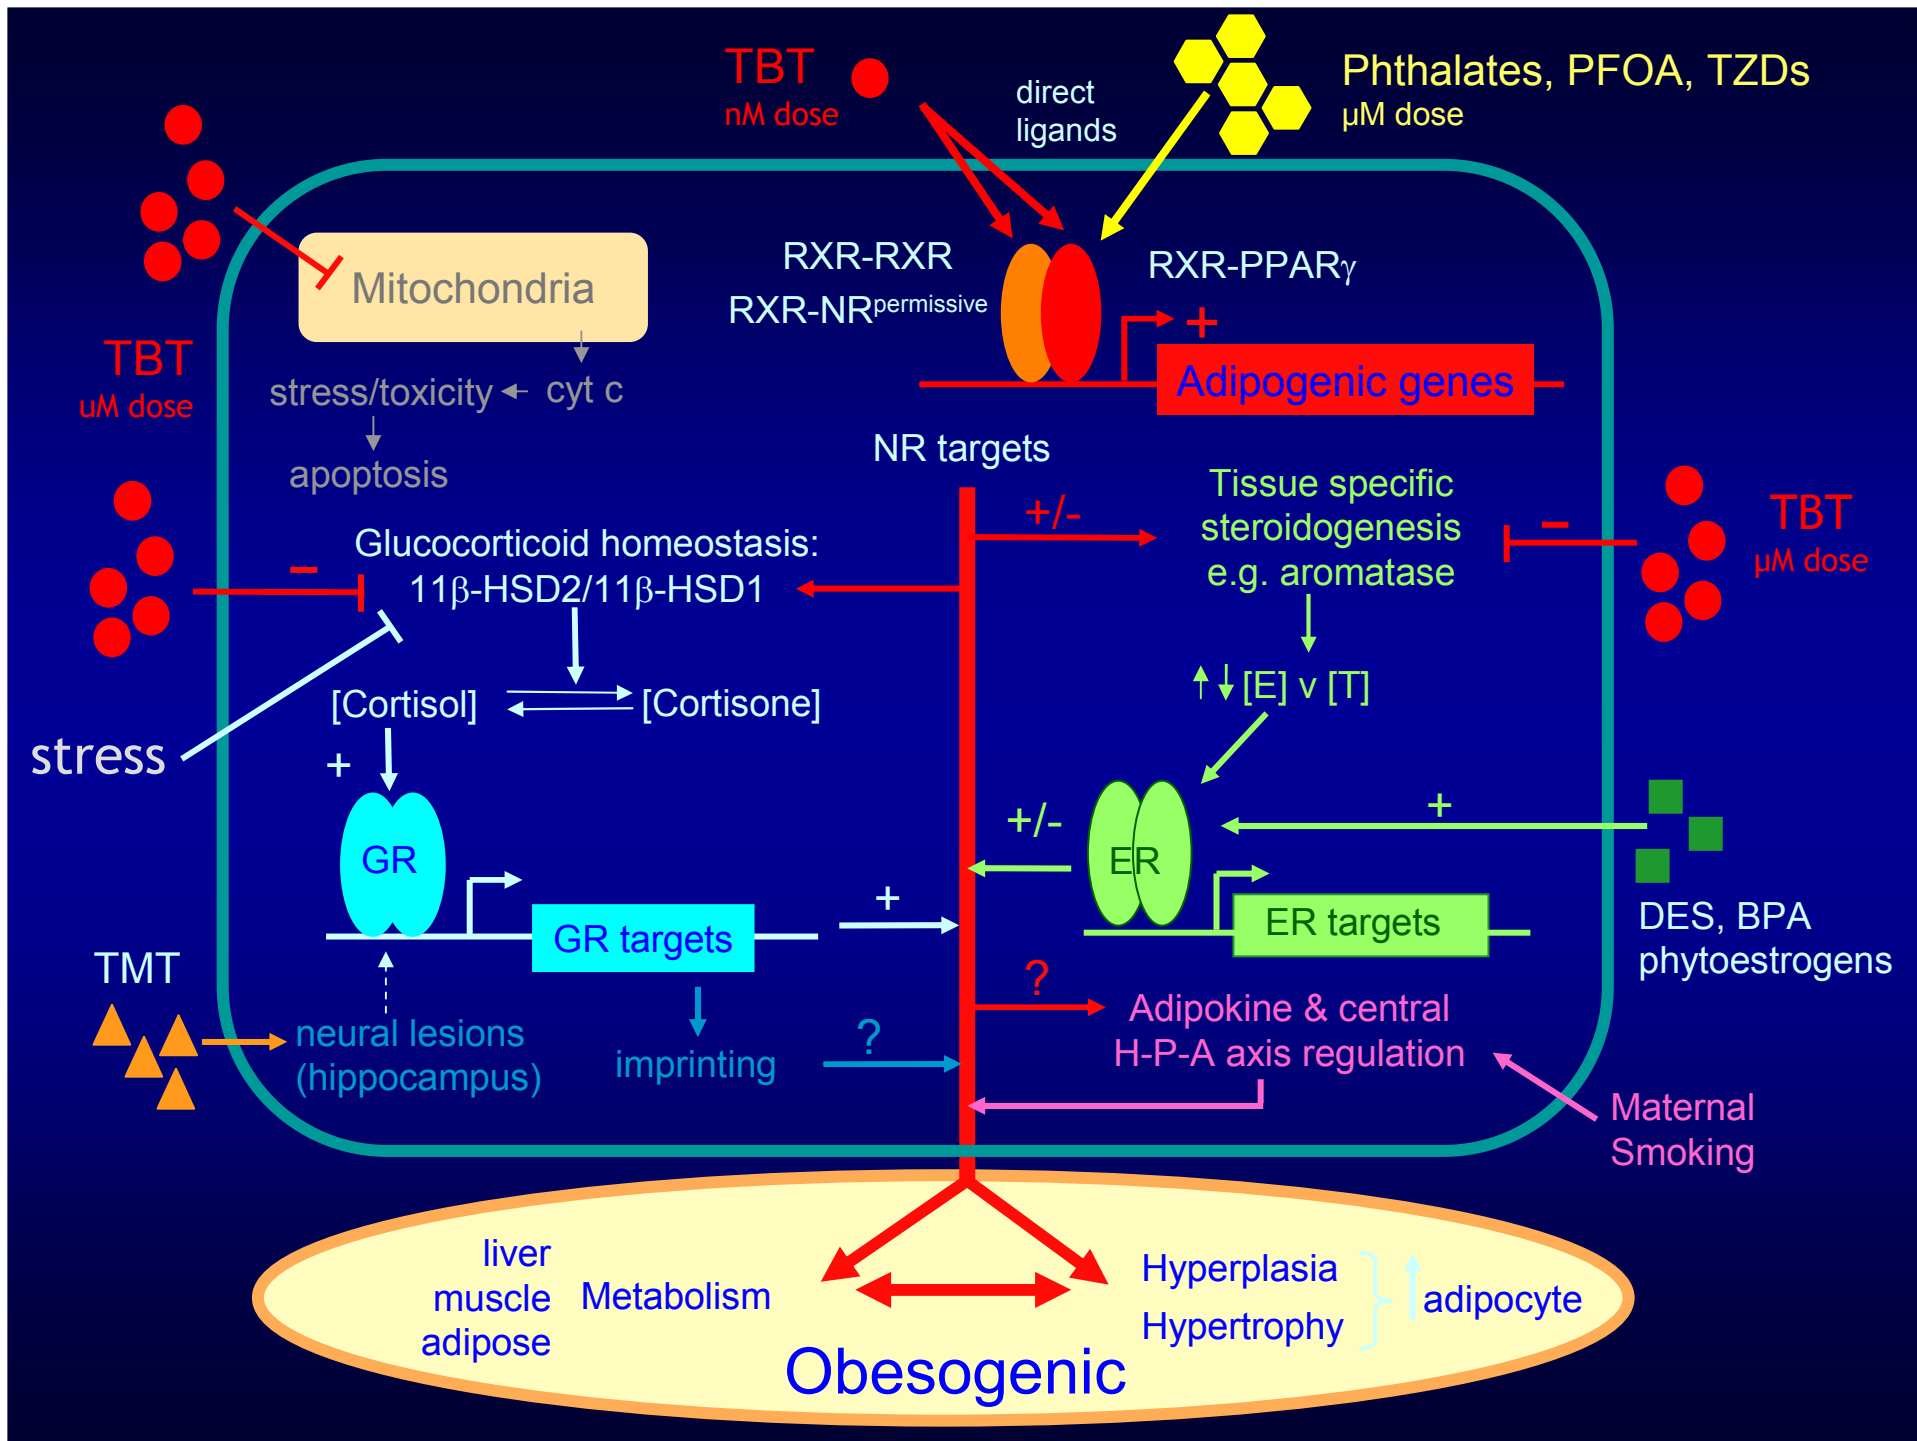 TBT
nM dose
direct
ligands
Phthalates, PFOA, TZDs
µM dose
RXR-RXR
RXR-NRpermissive
RXR-PPARγ
+
Adipogenic genes
Mitochondria
cyt c
stress/toxicity
apoptosis
TBT
uM dose
NR targets
+/-
Tissue specific
steroidogenesis
e.g. aromatase
–
TBT
µM dose
–
Glucocorticoid homeostasis:
11β-HSD2/11β-HSD1
[Cortisol]
[Cortisone]
[E] v [T]
stress
+
GR
GR targets
+
+/-
ER
+
ER targets
DES, BPA
phytoestrogens
TMT
neural lesions
(hippocampus)
imprinting
?
?
Adipokine & central
H-P-A axis regulation
Maternal
Smoking
liver
muscle
adipose
Metabolism
Hyperplasia
Hypertrophy
adipocyte
Obesogenic